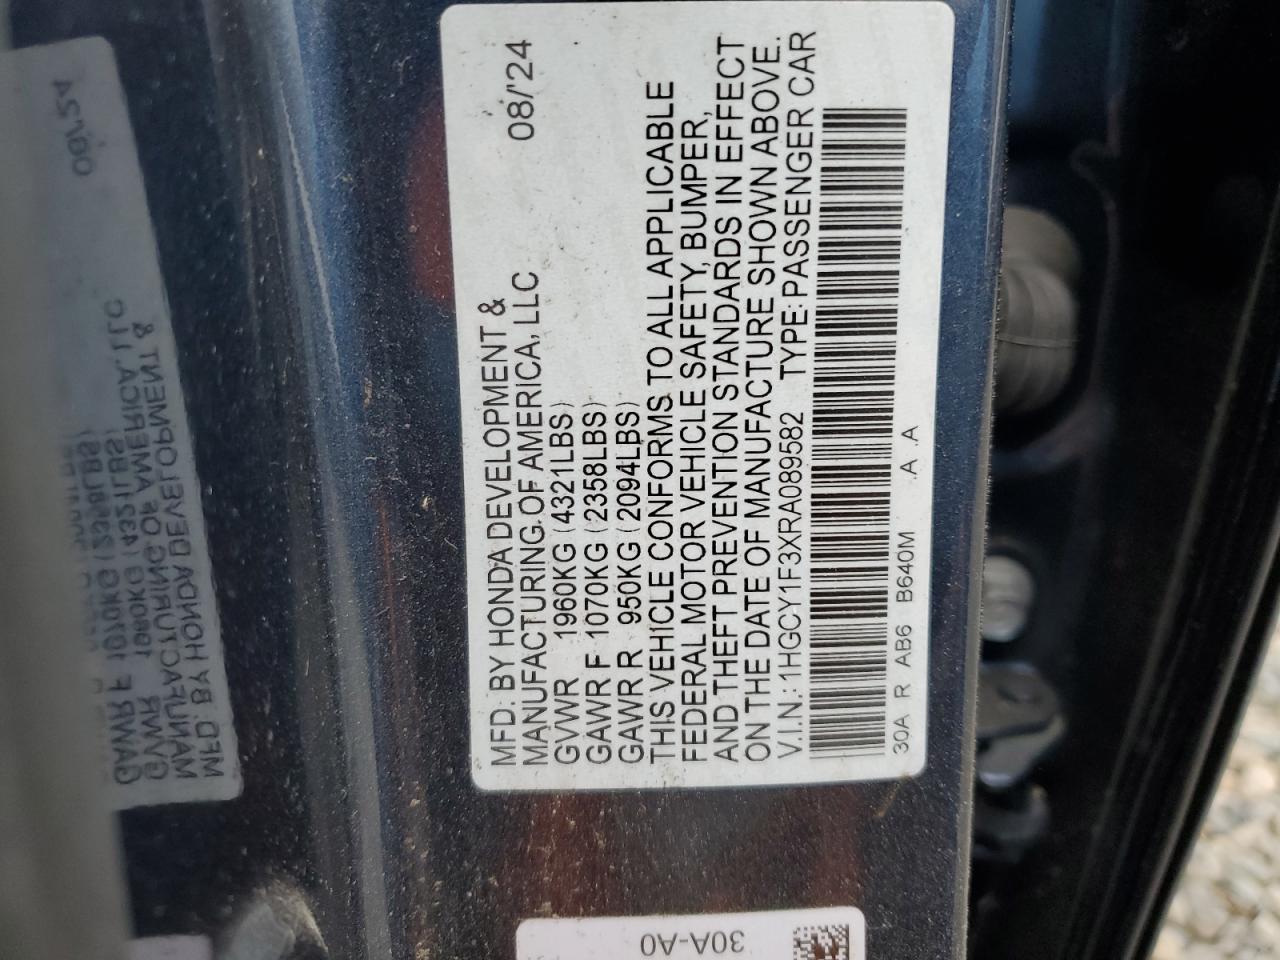 08/'24
MFD. BY HONDA DEVELOPMENT &
MANUFACTURING OF AMERICA, LLC
GVWR 1960KG (4321LBS)
GAWR F 1070KG (2358LBS)
GAWR R 950KG (2094LBS)
THIS VEHICLE CONFORMS TO ALL APPLICABLE
FEDERAL MOTOR VEHICLE SAFETY, BUMPER,
AND THEFT PREVENTION STANDARDS IN EFFECT
ON THE DATE OF MANUFACTURE SHOWN ABOVE.
V.I.N.: 1HGCY1F3XRA089582 TYPE: PASSENGER CAR
30A R AB6 B640M .A .A
30A-A0